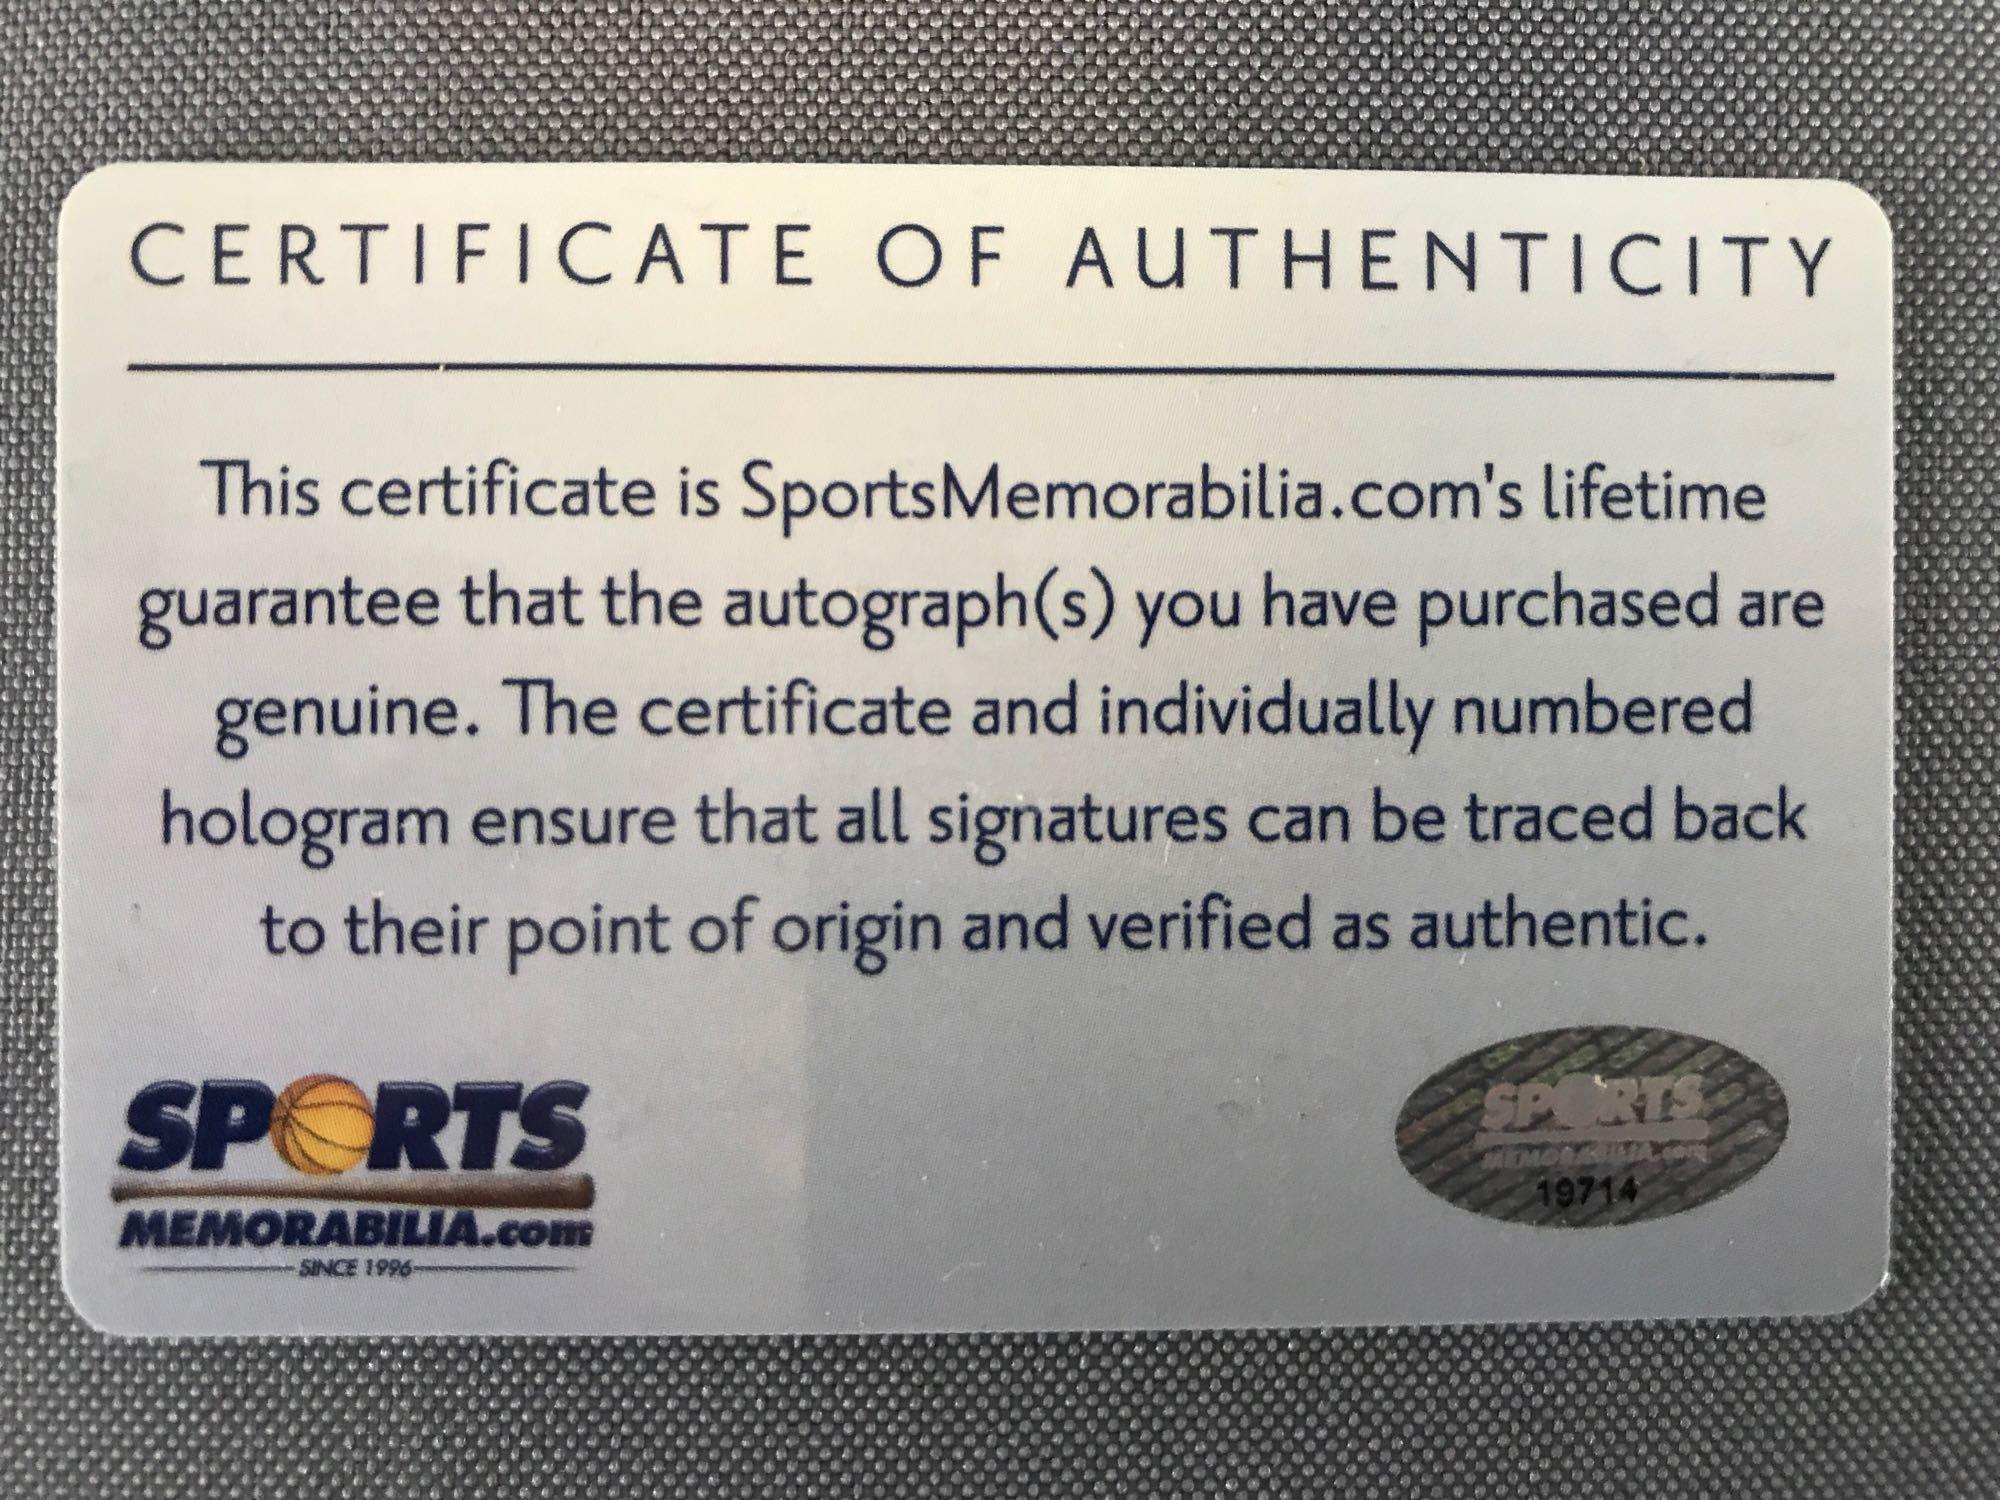 CERTIFICATE OF AUTHENTICITY
This certificate is SportsMemorabilia.com's lifetime
guarantee that the autograph(s) you have purchased are
genuine. The certificate and individually numbered
hologram ensure that all signatures can be traced back
to their point of origin and verified as authentic.
SPORTS
MEMORABILIA.com
SINCE 1996
SPORTS
MEMORABILIA.com
19714